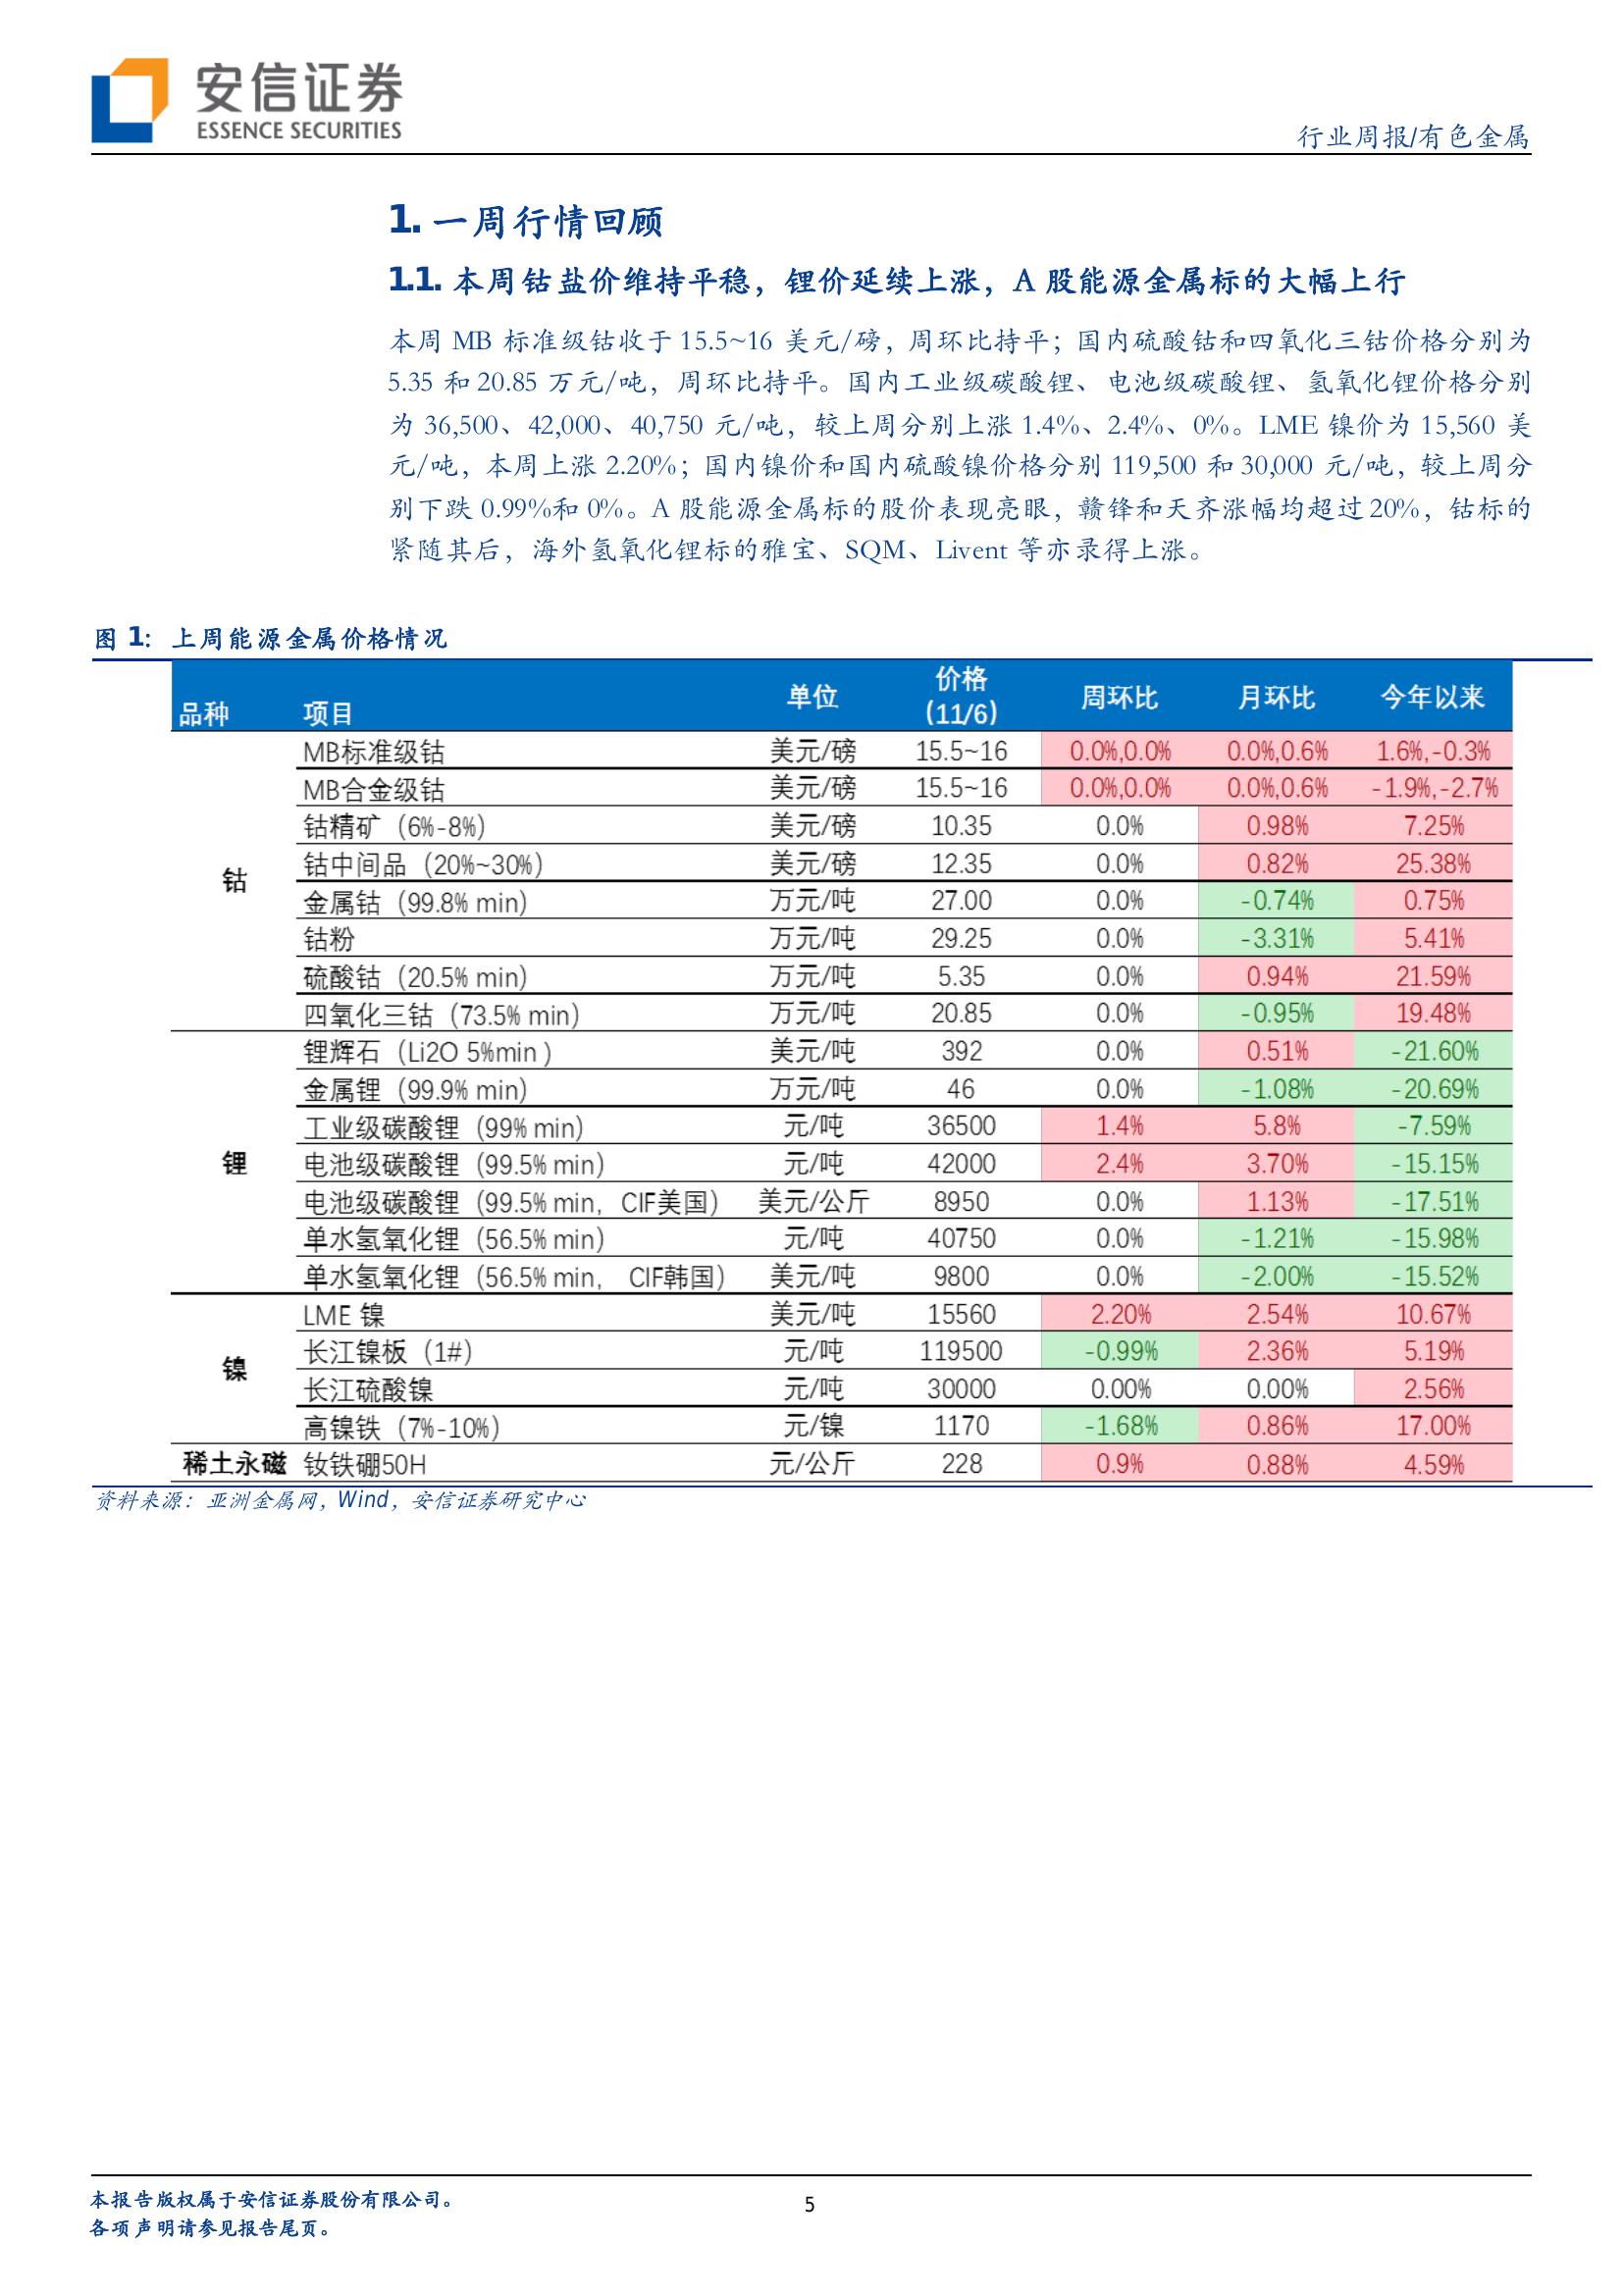 安信证券
ESSENCE SECURITIES
行业周报/有色金属
1. 一周行情回顾
1.1. 本周钴盐价维持平稳，锂价延续上涨，A 股能源金属标的大幅上行
本周 MB 标准级钴收于 15.5~16 美元/磅，周环比持平；国内硫酸钴和四氧化三钴价格分别为
5.35 和 20.85 万元/吨，周环比持平。国内工业级碳酸锂、电池级碳酸锂、氢氧化锂价格分别
为 36,500、42,000、40,750 元/吨，较上周分别上涨 1.4%、2.4%、0%。LME 镍价为 15,560 美
元/吨，本周上涨 2.20%；国内镍价和国内硫酸镍价格分别 119,500 和 30,000 元/吨，较上周分
别下跌 0.99%和 0%。A 股能源金属标的股价表现亮眼，赣锋和天齐涨幅均超过 20%，钴标的
紧随其后，海外氢氧化锂标的雅宝、SQM、Livent 等亦录得上涨。
图 1: 上周能源金属价格情况
品种 项目 单位 价格 (11/6) 周环比 月环比 今年以来
钴
MB标准级钴 美元/磅 15.5~16 0.0%,0.0% 0.0%,0.6% 1.6%,-0.3%
MB合金级钴 美元/磅 15.5~16 0.0%,0.0% 0.0%,0.6% -1.9%,-2.7%
钴精矿（6%-8%） 美元/磅 10.35 0.0% 0.98% 7.25%
钴中间品（20%~30%） 美元/磅 12.35 0.0% 0.82% 25.38%
金属钴（99.8% min） 万元/吨 27.00 0.0% -0.74% 0.75%
钴粉 万元/吨 29.25 0.0% -3.31% 5.41%
硫酸钴（20.5% min） 万元/吨 5.35 0.0% 0.94% 21.59%
四氧化三钴（73.5% min） 万元/吨 20.85 0.0% -0.95% 19.48%
锂
锂辉石（Li2O 5%min ） 美元/吨 392 0.0% 0.51% -21.60%
金属锂（99.9% min） 万元/吨 46 0.0% -1.08% -20.69%
工业级碳酸锂（99% min） 元/吨 36500 1.4% 5.8% -7.59%
电池级碳酸锂（99.5% min） 元/吨 42000 2.4% 3.70% -15.15%
电池级碳酸锂（99.5% min，CIF美国） 美元/公斤 8950 0.0% 1.13% -17.51%
单水氢氧化锂（56.5% min） 元/吨 40750 0.0% -1.21% -15.98%
单水氢氧化锂（56.5% min， CIF韩国） 美元/吨 9800 0.0% -2.00% -15.52%
镍
LME 镍 美元/吨 15560 2.20% 2.54% 10.67%
长江镍板（1#） 元/吨 119500 -0.99% 2.36% 5.19%
长江硫酸镍 元/吨 30000 0.00% 0.00% 2.56%
高镍铁（7%-10%） 元/镍 1170 -1.68% 0.86% 17.00%
稀土永磁 钕铁硼50H 元/公斤 228 0.9% 0.88% 4.59%
资料来源：亚洲金属网，Wind，安信证券研究中心
本报告版权属于安信证券股份有限公司。
各项声明请参见报告尾页。
5